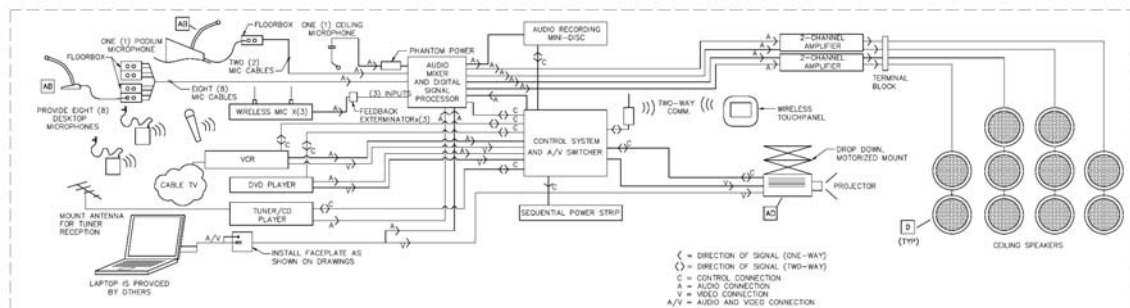 AB
FLOORBOX
ONE (1) PODIUM
MICROPHONE
FLOORBOX
TWO (2)
MIC CABLES
ONE (1) CEILING
MICROPHONE
PHANTOM POWER
AUDIO RECORDING
MINI-DISC
AUDIO
MIXER
AND DIGITAL
SIGNAL
PROCESSOR
2-CHANNEL
AMPLIFIER
2-CHANNEL
AMPLIFIER
TERMINAL
BLOCK
AD
EIGHT (8)
MIC CABLES
PROVIDE EIGHT (8)
DESKTOP
MICROPHONES
WIRELESS MIC X(3)
(3) INPUTS
FEEDBACK
EXTERMINATORx(3)
TWO-WAY
COMM.
WIRELESS
TOUCHPANEL
CONTROL SYSTEM
AND A/V SWITCHER
VCR
CABLE TV
DVD PLAYER
TUNER/CD
PLAYER
MOUNT ANTENNA
FOR TUNER
RECEPTION
SEQUENTIAL POWER STRIP
DROP DOWN
MOTORIZED MOUNT
PROJECTOR
D
(TYP)
CEILING SPEAKERS
A/V
INSTALL FACEPLATE AS
SHOWN ON DRAWINGS
LAPTOP IS PROVIDED
BY OTHERS
= DIRECTION OF SIGNAL (ONE-WAY)
= DIRECTION OF SIGNAL (TWO-WAY)
C = CONTROL CONNECTION
A = AUDIO CONNECTION
V = VIDEO CONNECTION
A/V = AUDIO AND VIDEO CONNECTION